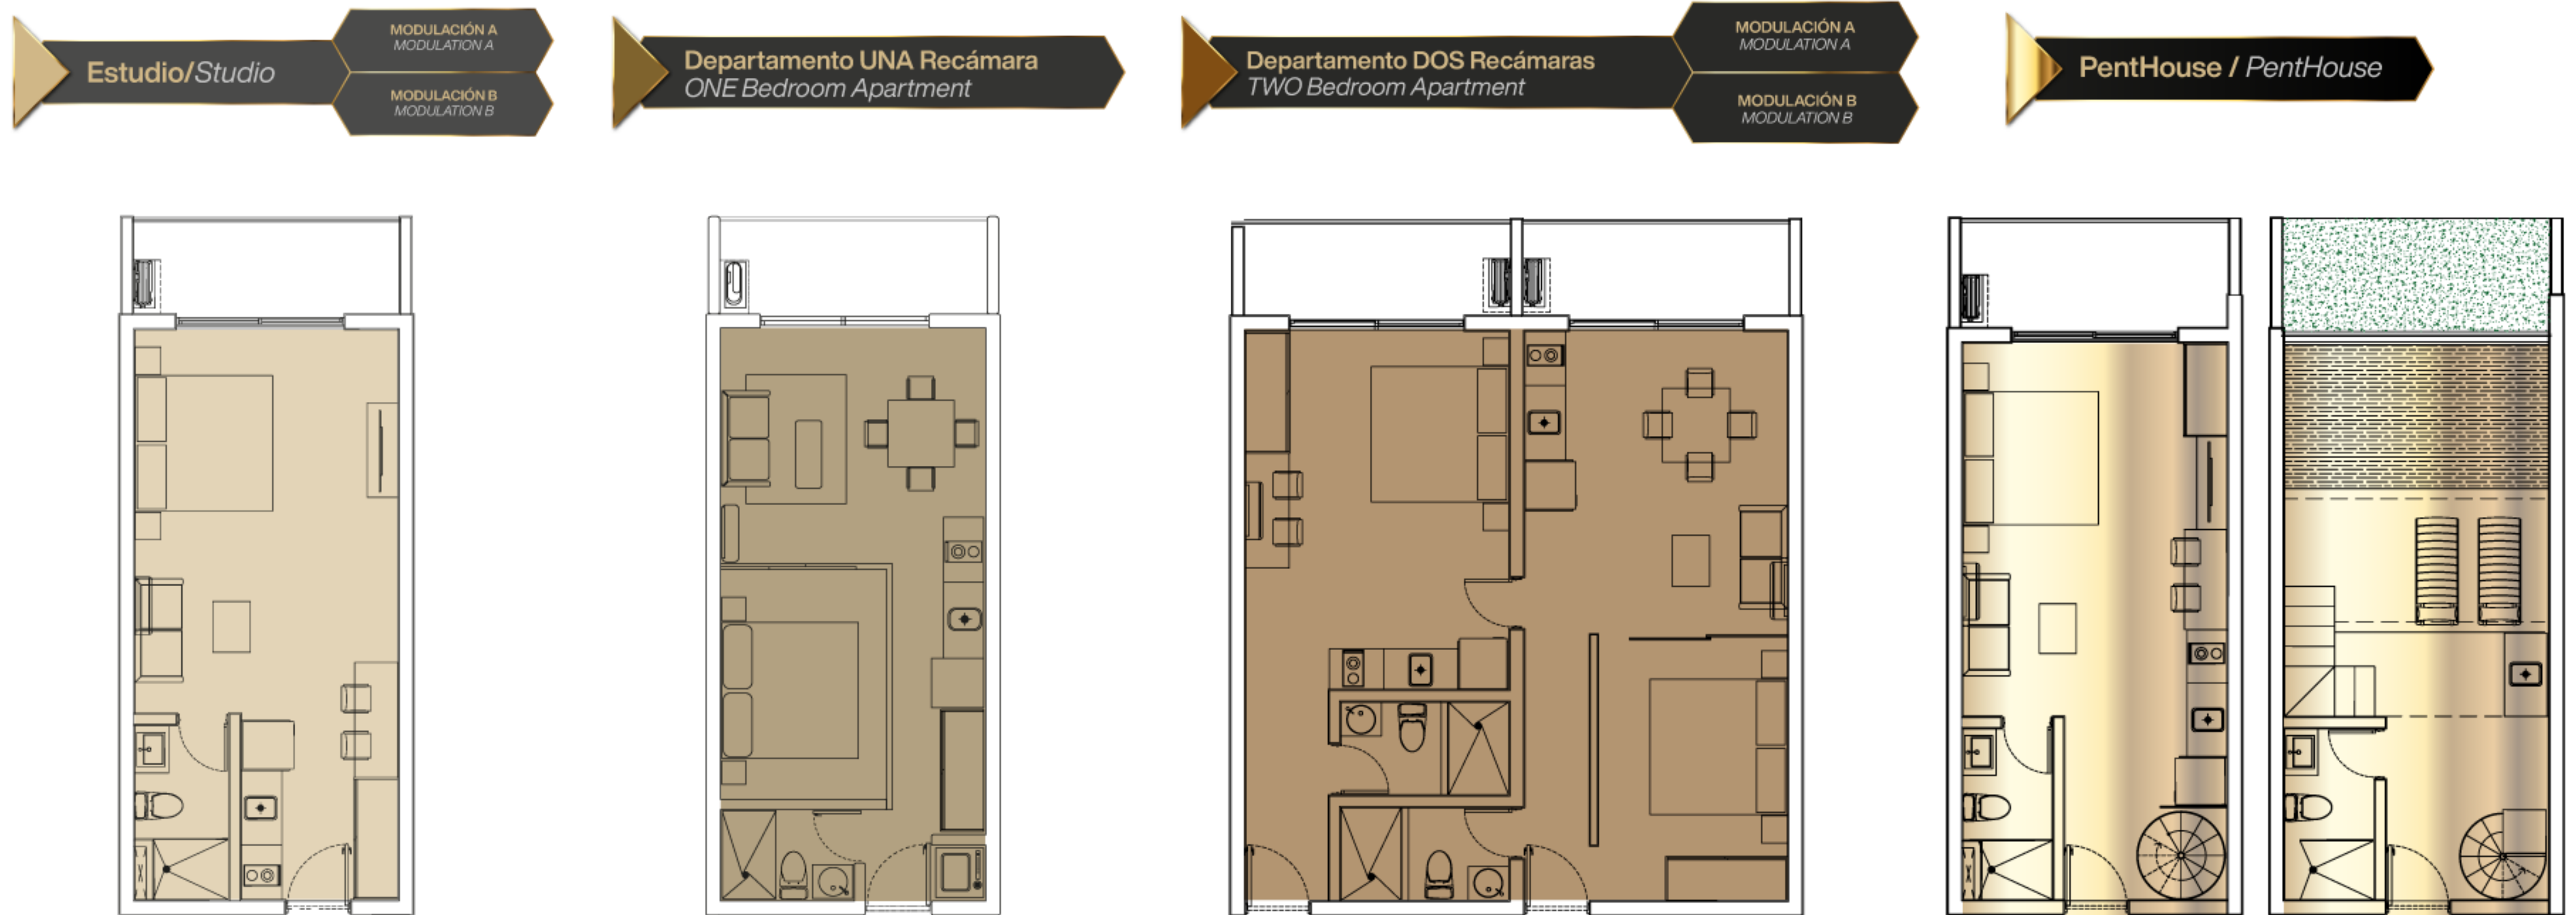 Estudio/Studio
MODULACIÓN A
MODULATION A
MODULACIÓN B
MODULATION B
Departamento UNA Recámara
ONE Bedroom Apartment
Departamento DOS Recámaras
TWO Bedroom Apartment
MODULACIÓN A
MODULATION A
MODULACIÓN B
MODULATION B
PentHouse / PentHouse